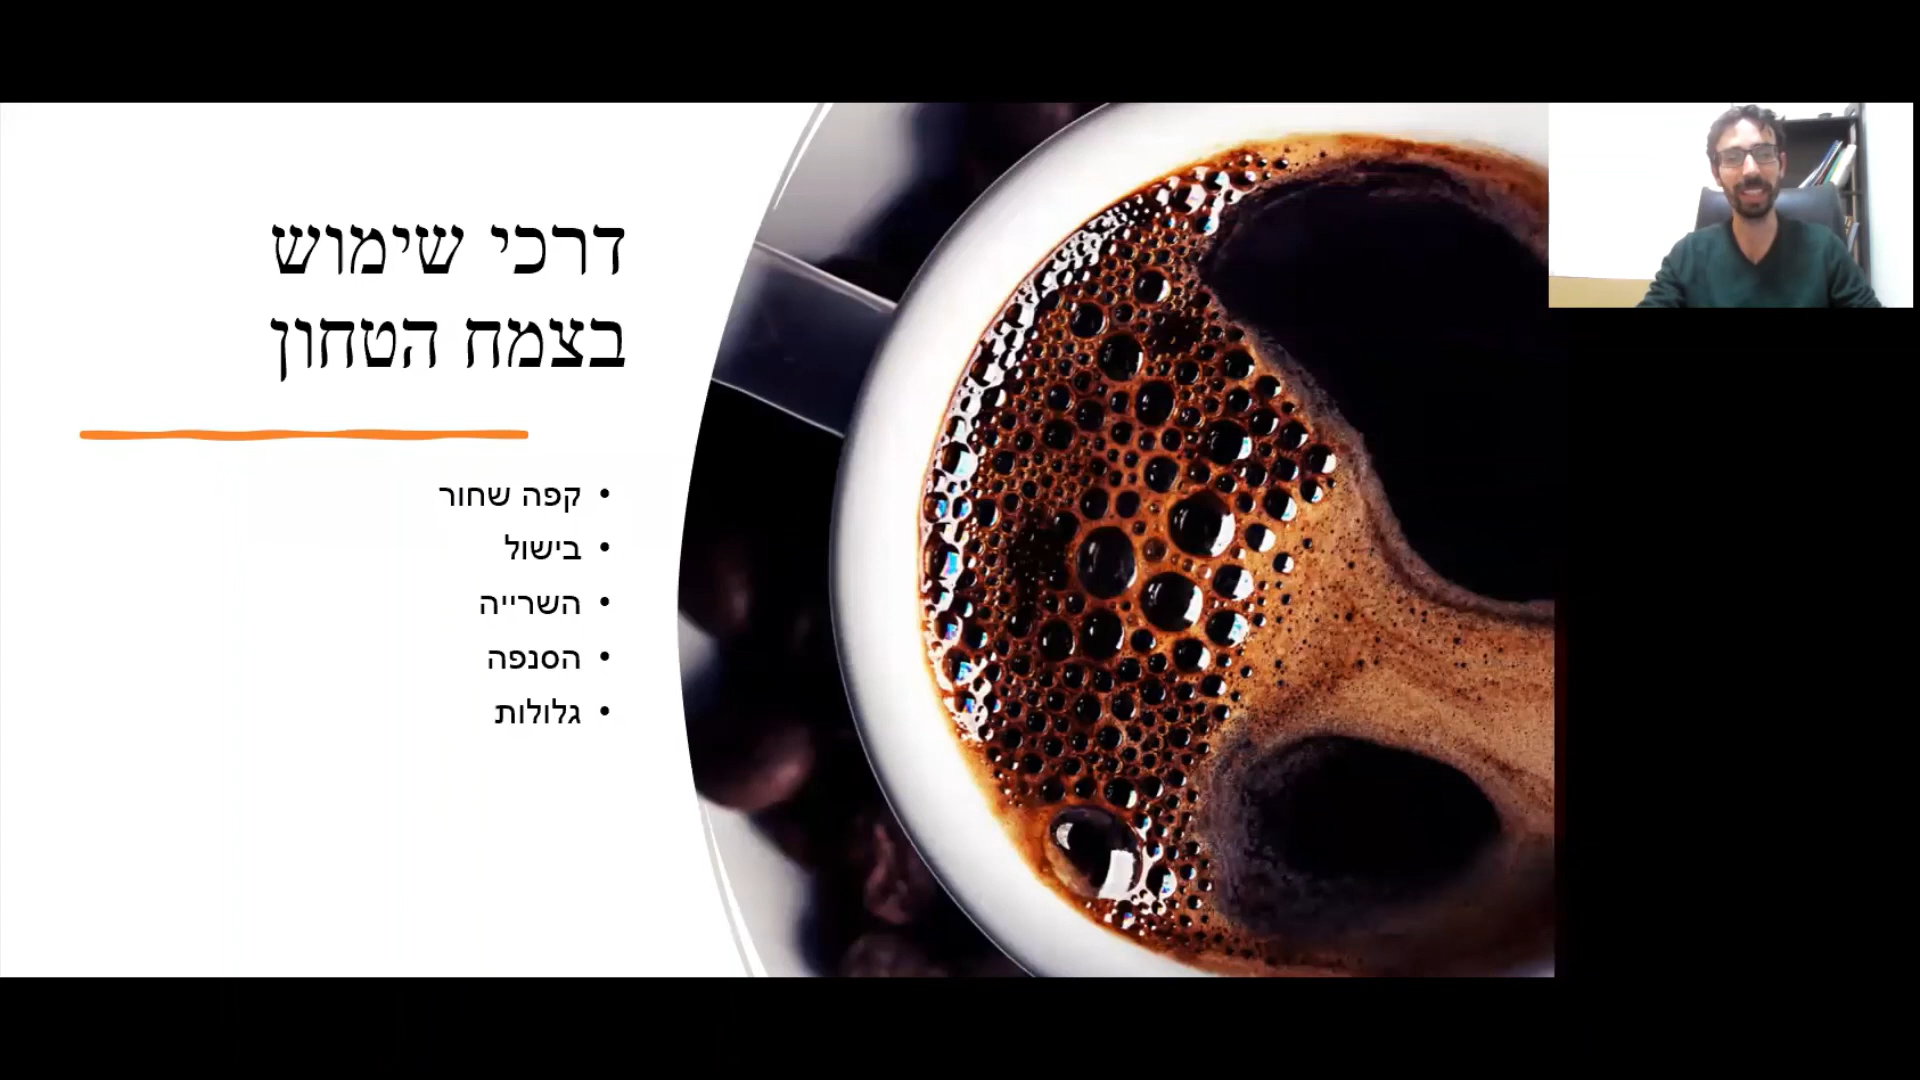 דרכי שימוש
בצמח הטחון
• קפה שחור
• בישול
• השרייה
• הסנפה
• גלולות